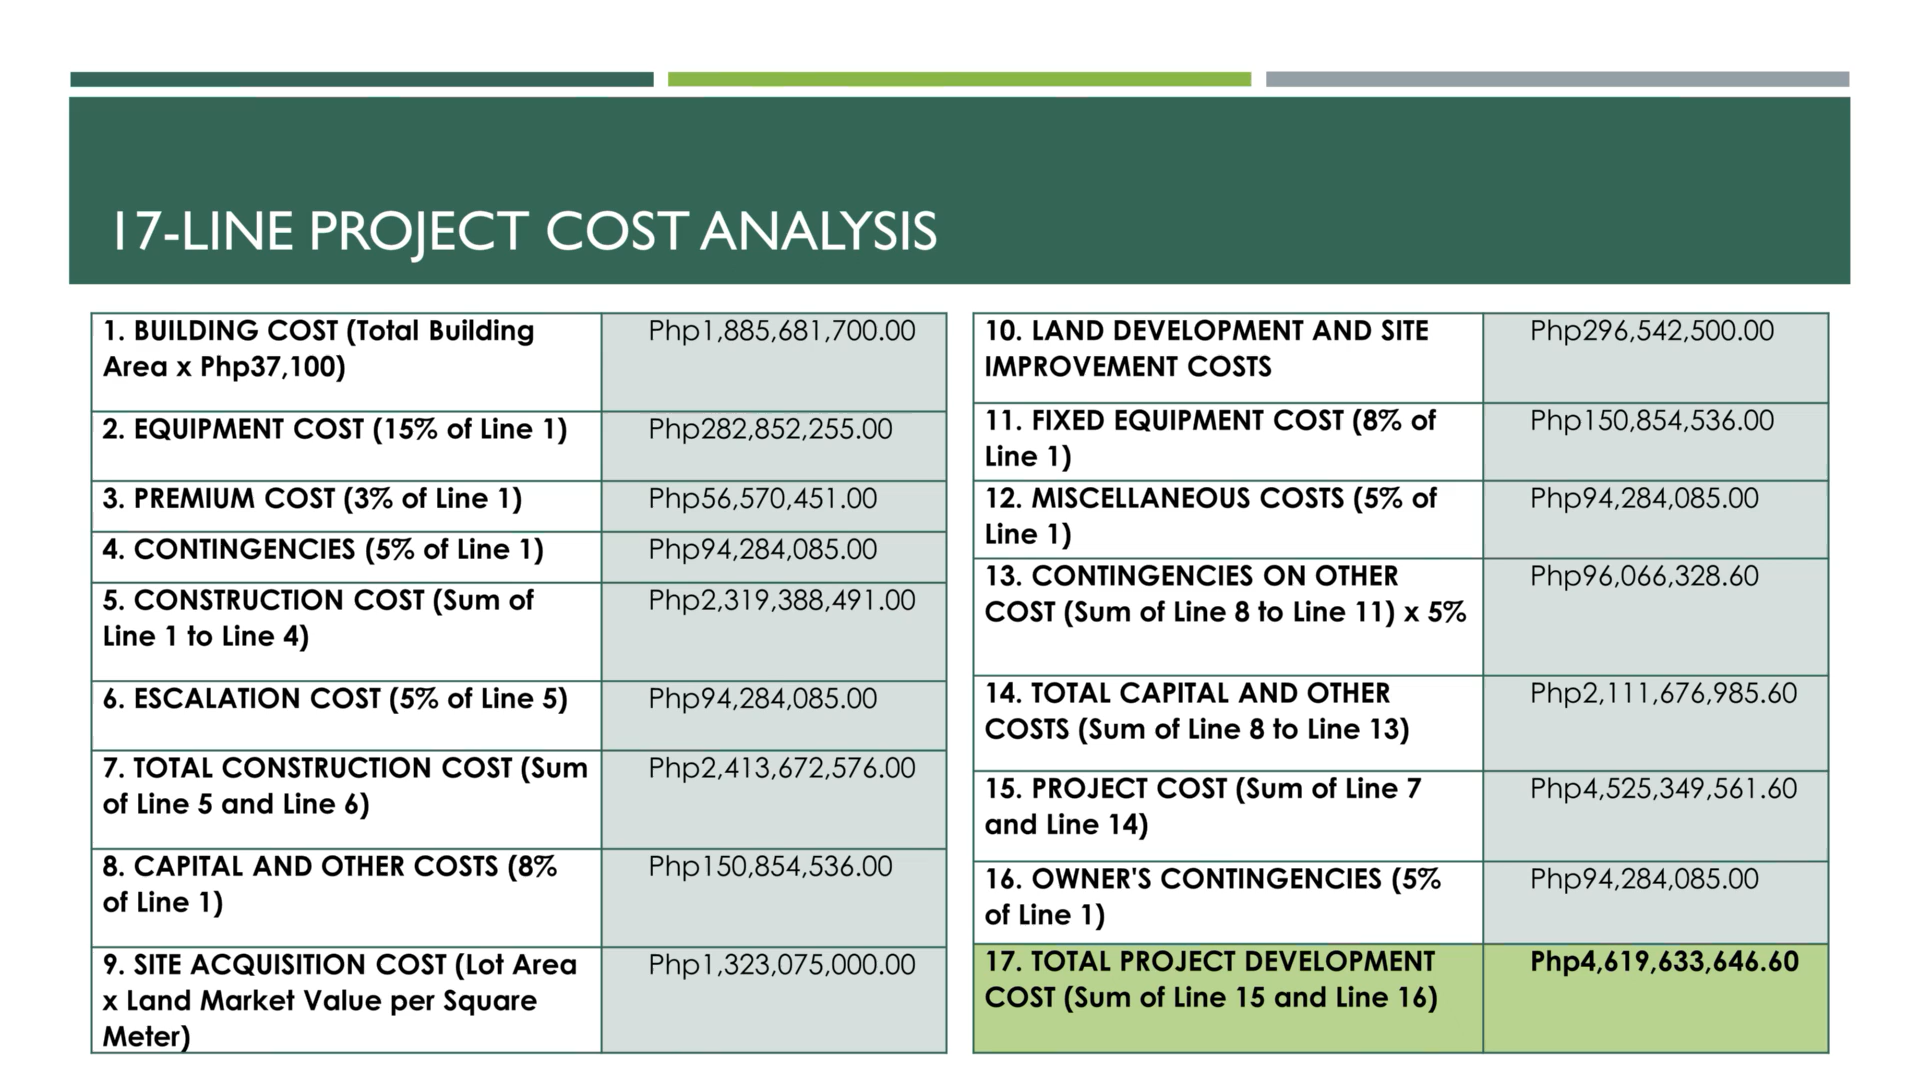 17-LINE PROJECT COST ANALYSIS
1. BUILDING COST (Total Building
Area x Php37,100)
Php1,885,681,700.00
2. EQUIPMENT COST (15% of Line 1)
Php282,852,255.00
3. PREMIUM COST (3% of Line 1)
Php56,570,451.00
4. CONTINGENCIES (5% of Line 1)
Php94,284,085.00
5. CONSTRUCTION COST (Sum of
Line 1 to Line 4)
Php2,319,388,491.00
6. ESCALATION COST (5% of Line 5)
Php94,284,085.00
7. TOTAL CONSTRUCTION COST (Sum
of Line 5 and Line 6)
Php2,413,672,576.00
8. CAPITAL AND OTHER COSTS (8%
of Line 1)
Php150,854,536.00
9. SITE ACQUISITION COST (Lot Area
x Land Market Value per Square
Meter)
Php1,323,075,000.00
10. LAND DEVELOPMENT AND SITE
IMPROVEMENT COSTS
Php296,542,500.00
11. FIXED EQUIPMENT COST (8% of
Line 1)
Php150,854,536.00
12. MISCELLANEOUS COSTS (5% of
Line 1)
Php94,284,085.00
13. CONTINGENCIES ON OTHER
COST (Sum of Line 8 to Line 11) x 5%
Php96,066,328.60
14. TOTAL CAPITAL AND OTHER
COSTS (Sum of Line 8 to Line 13)
Php2,111,676,985.60
15. PROJECT COST (Sum of Line 7
and Line 14)
Php4,525,349,561.60
16. OWNER'S CONTINGENCIES (5%
of Line 1)
Php94,284,085.00
17. TOTAL PROJECT DEVELOPMENT
COST (Sum of Line 15 and Line 16)
Php4,619,633,646.60